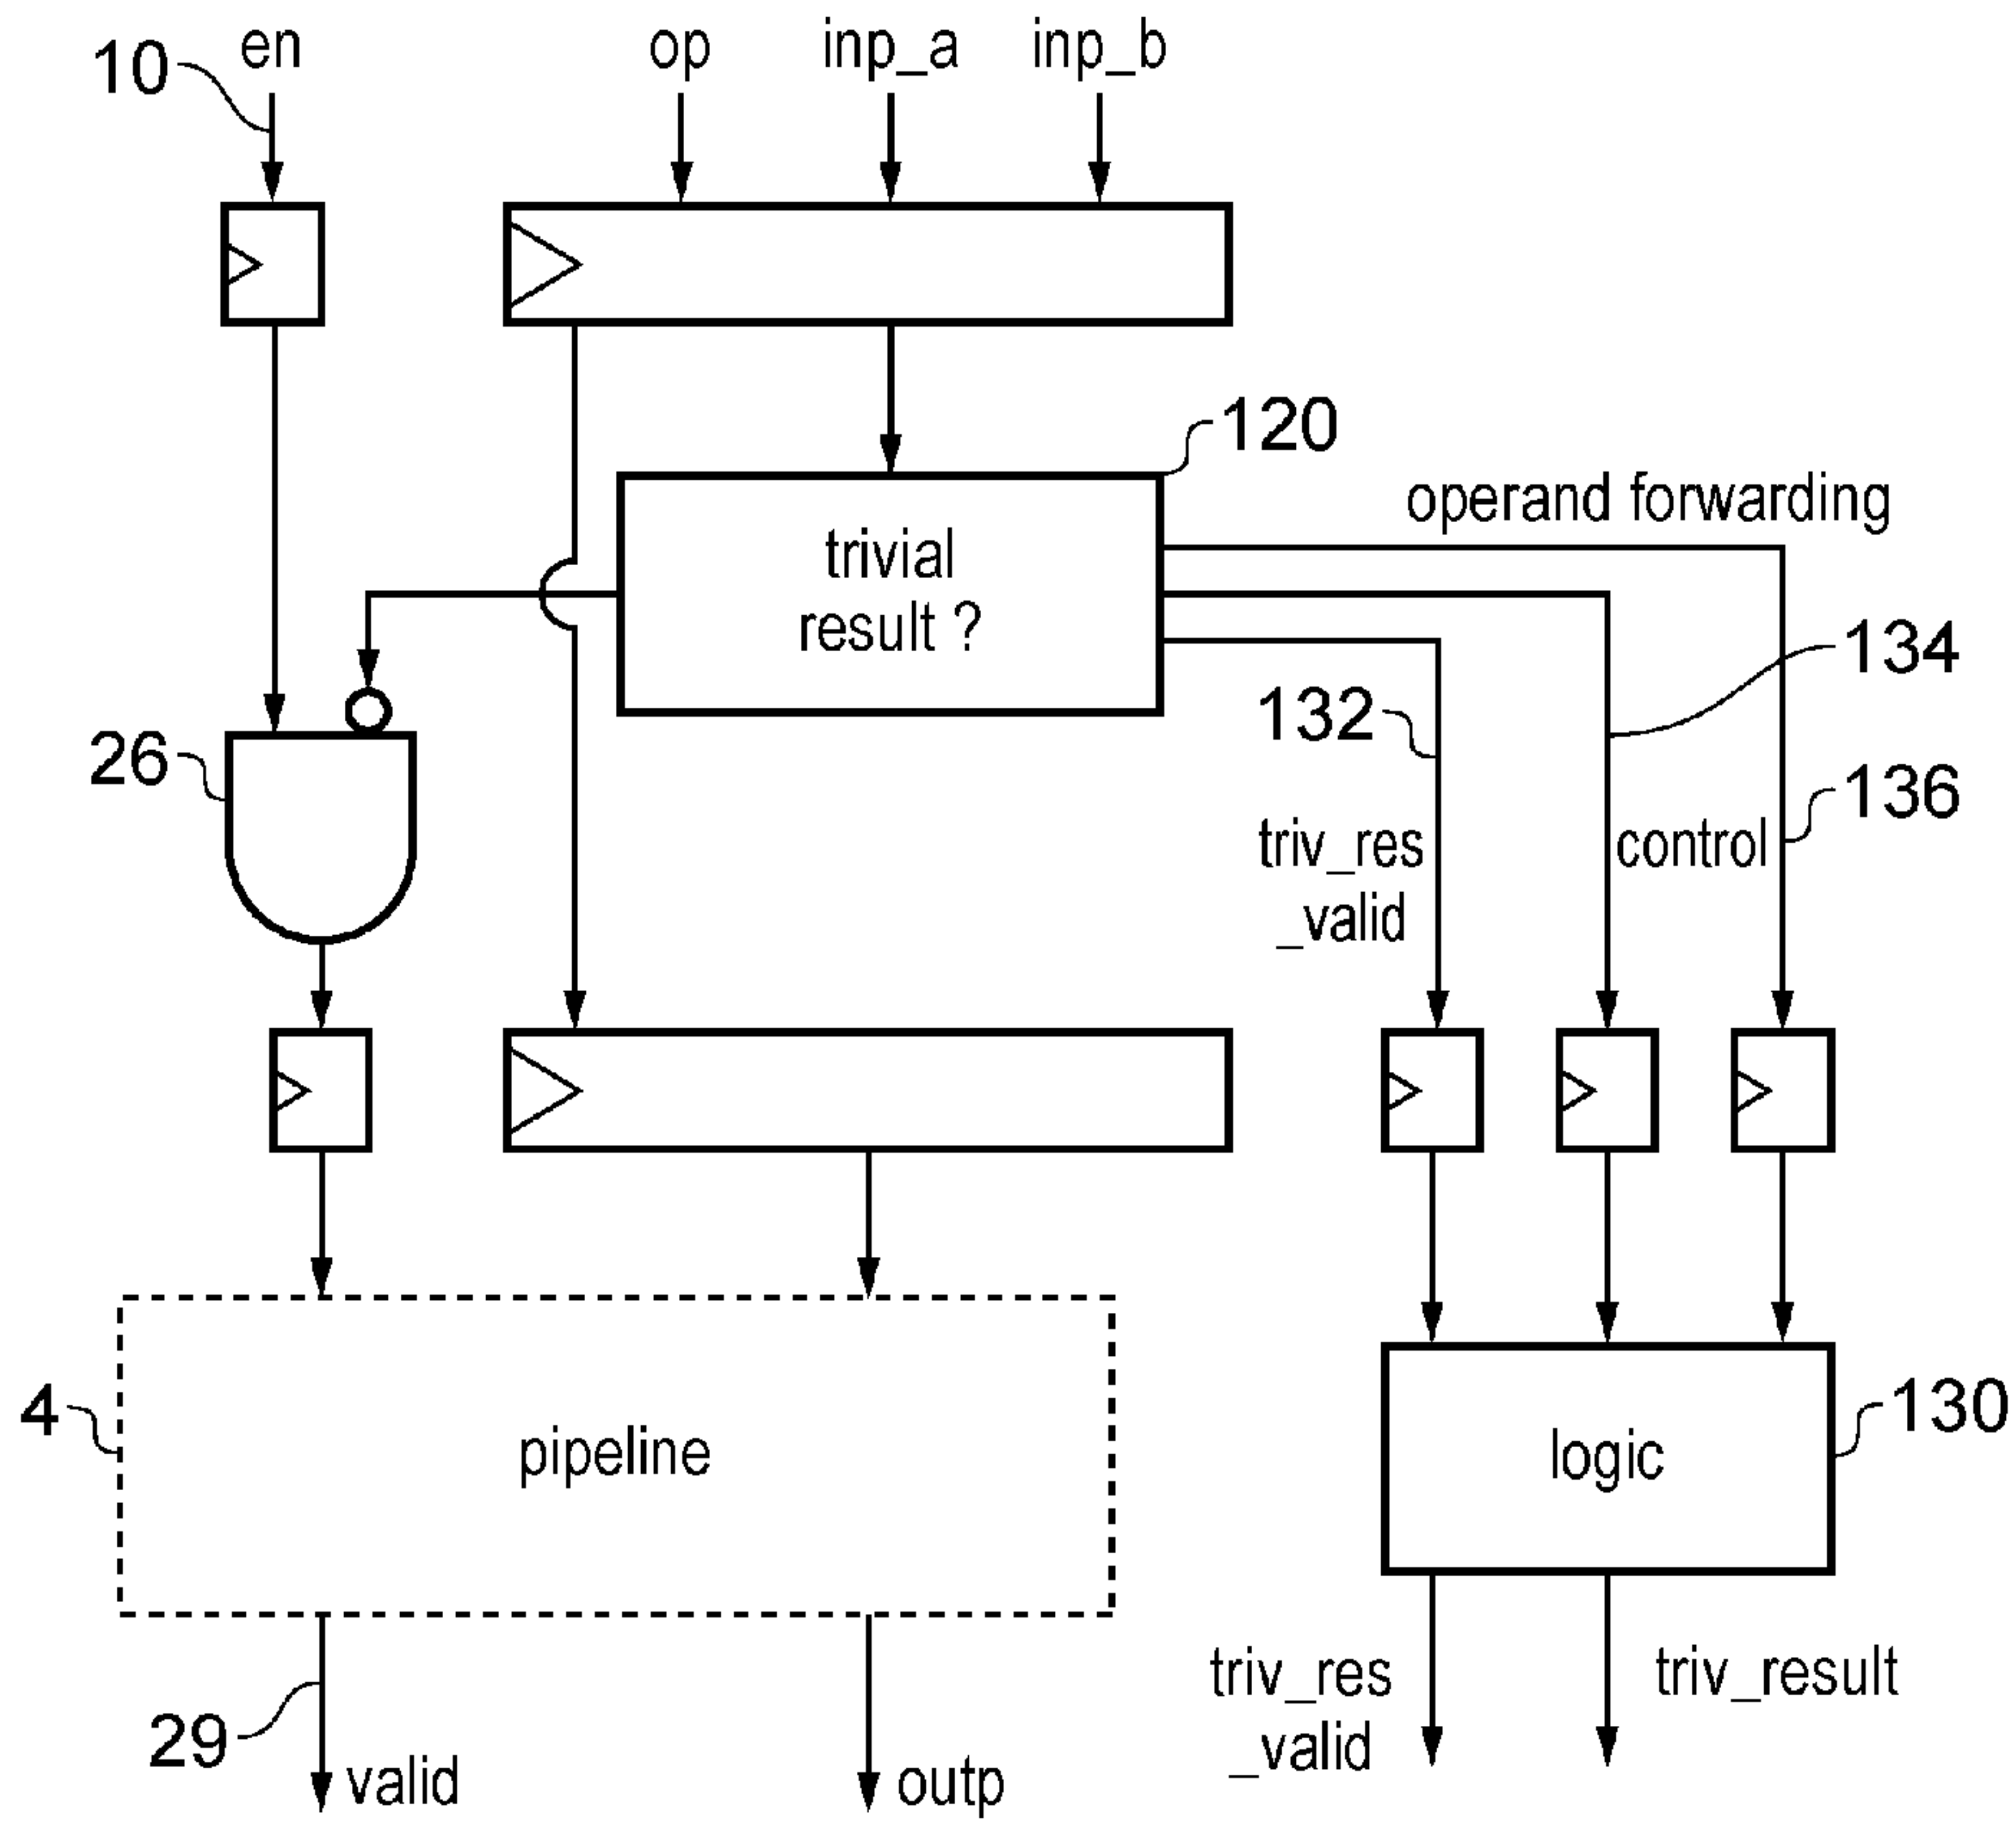 10
en
op
inp_a
inp_b
120
operand forwarding
trivial
result ?
134
132
26
136
triv_res
_valid
control
4
pipeline
130
logic
triv_res
_valid
triv_result
29
valid
outp